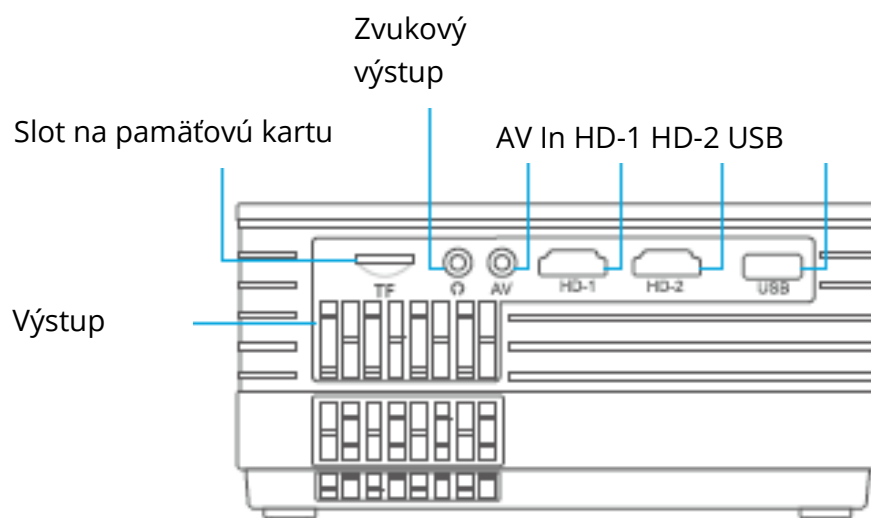 Zvukový
výstup
Slot na pamäťovú kartu
AV In HD-1 HD-2 USB
TF
AV
HD-1
HD-2
USB
Výstup